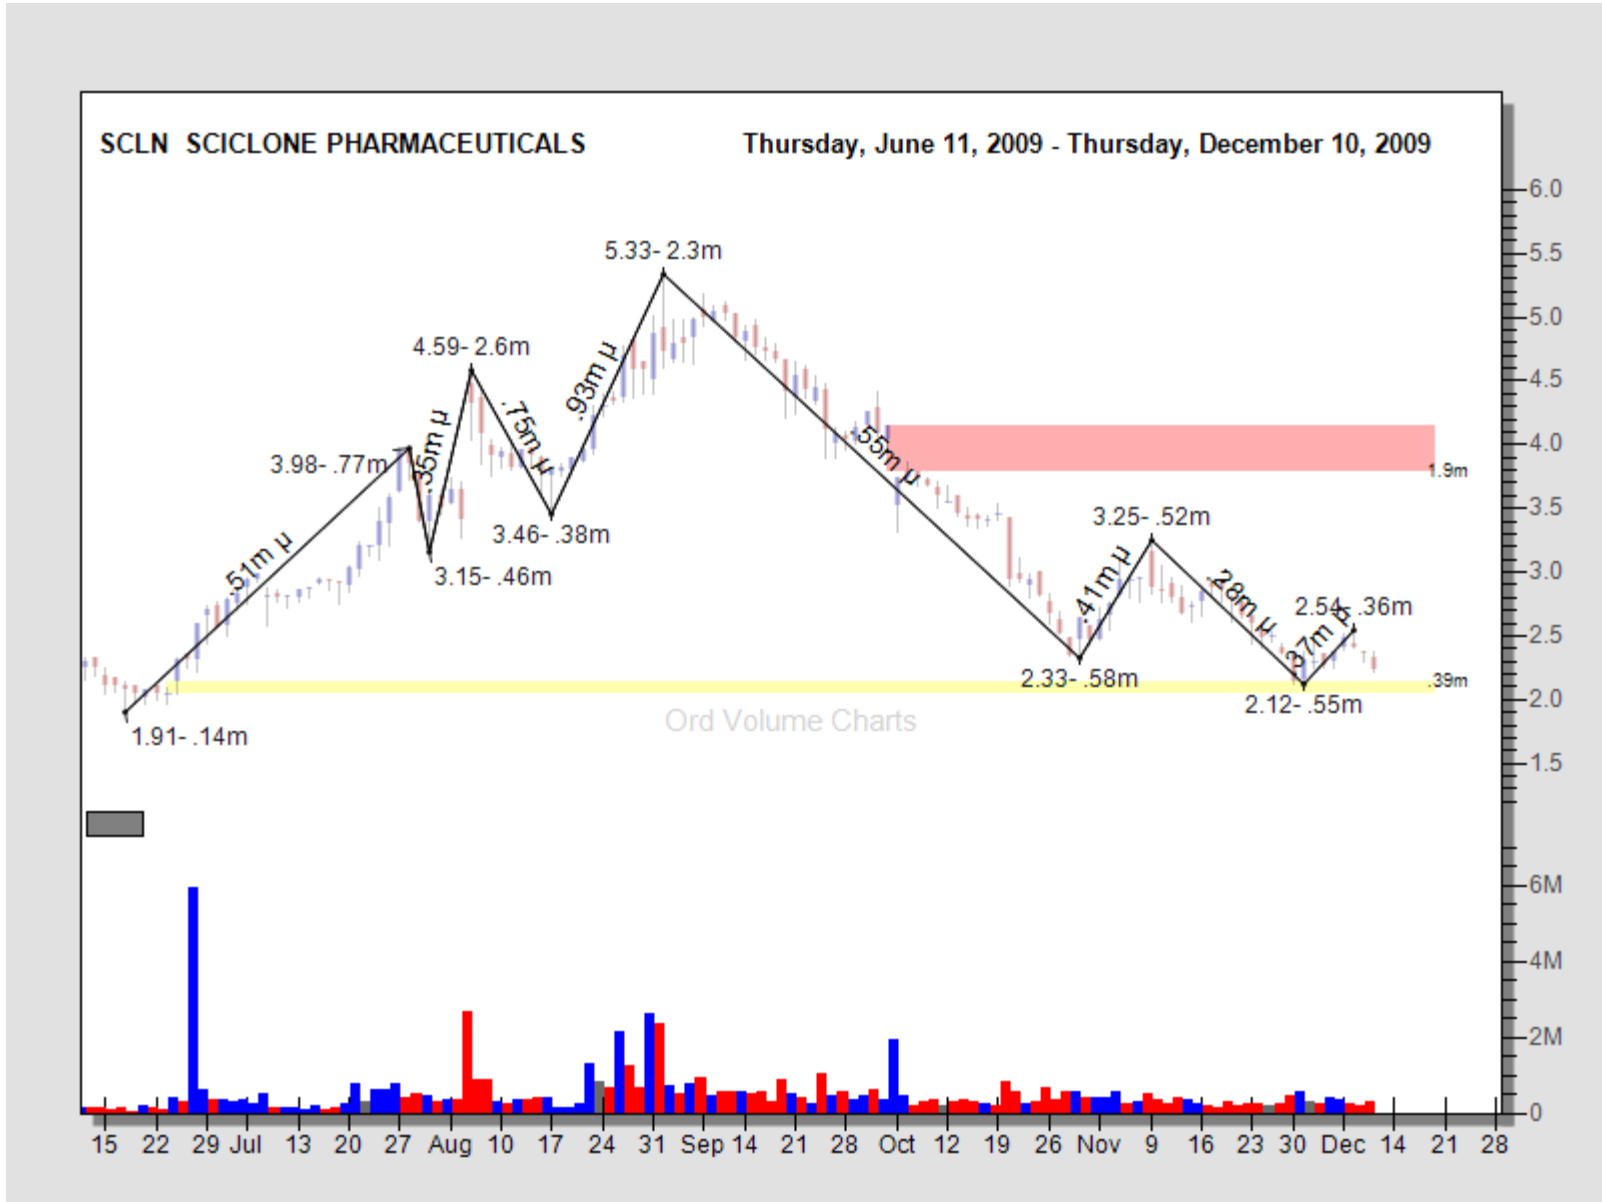 SCLN SCICLONE PHARMACEUTICALS Thursday, June 11, 2009 - Thursday, December 10, 2009
6.0
5.33- 2.3m
5.5
5.0
4.59- 2.6m
4.5
.93m µ
.75m µ
.35m µ
3.98- .77m
.55m µ
4.0
1.9m
3.46- .38m
3.25- .52m
3.5
.51m µ
3.15- .46m
3.0
.41m µ
.28m µ
2.54- .36m
.37m µ
2.5
2.33- .58m
.39m
2.12- .55m
2.0
Ord Volume Charts
1.91- .14m
1.5
6M
4M
2M
0
15 22 29 Jul 13 20 27 Aug 10 17 24 31 Sep 14 21 28 Oct 12 19 26 Nov 9 16 23 30 Dec 14 21 28